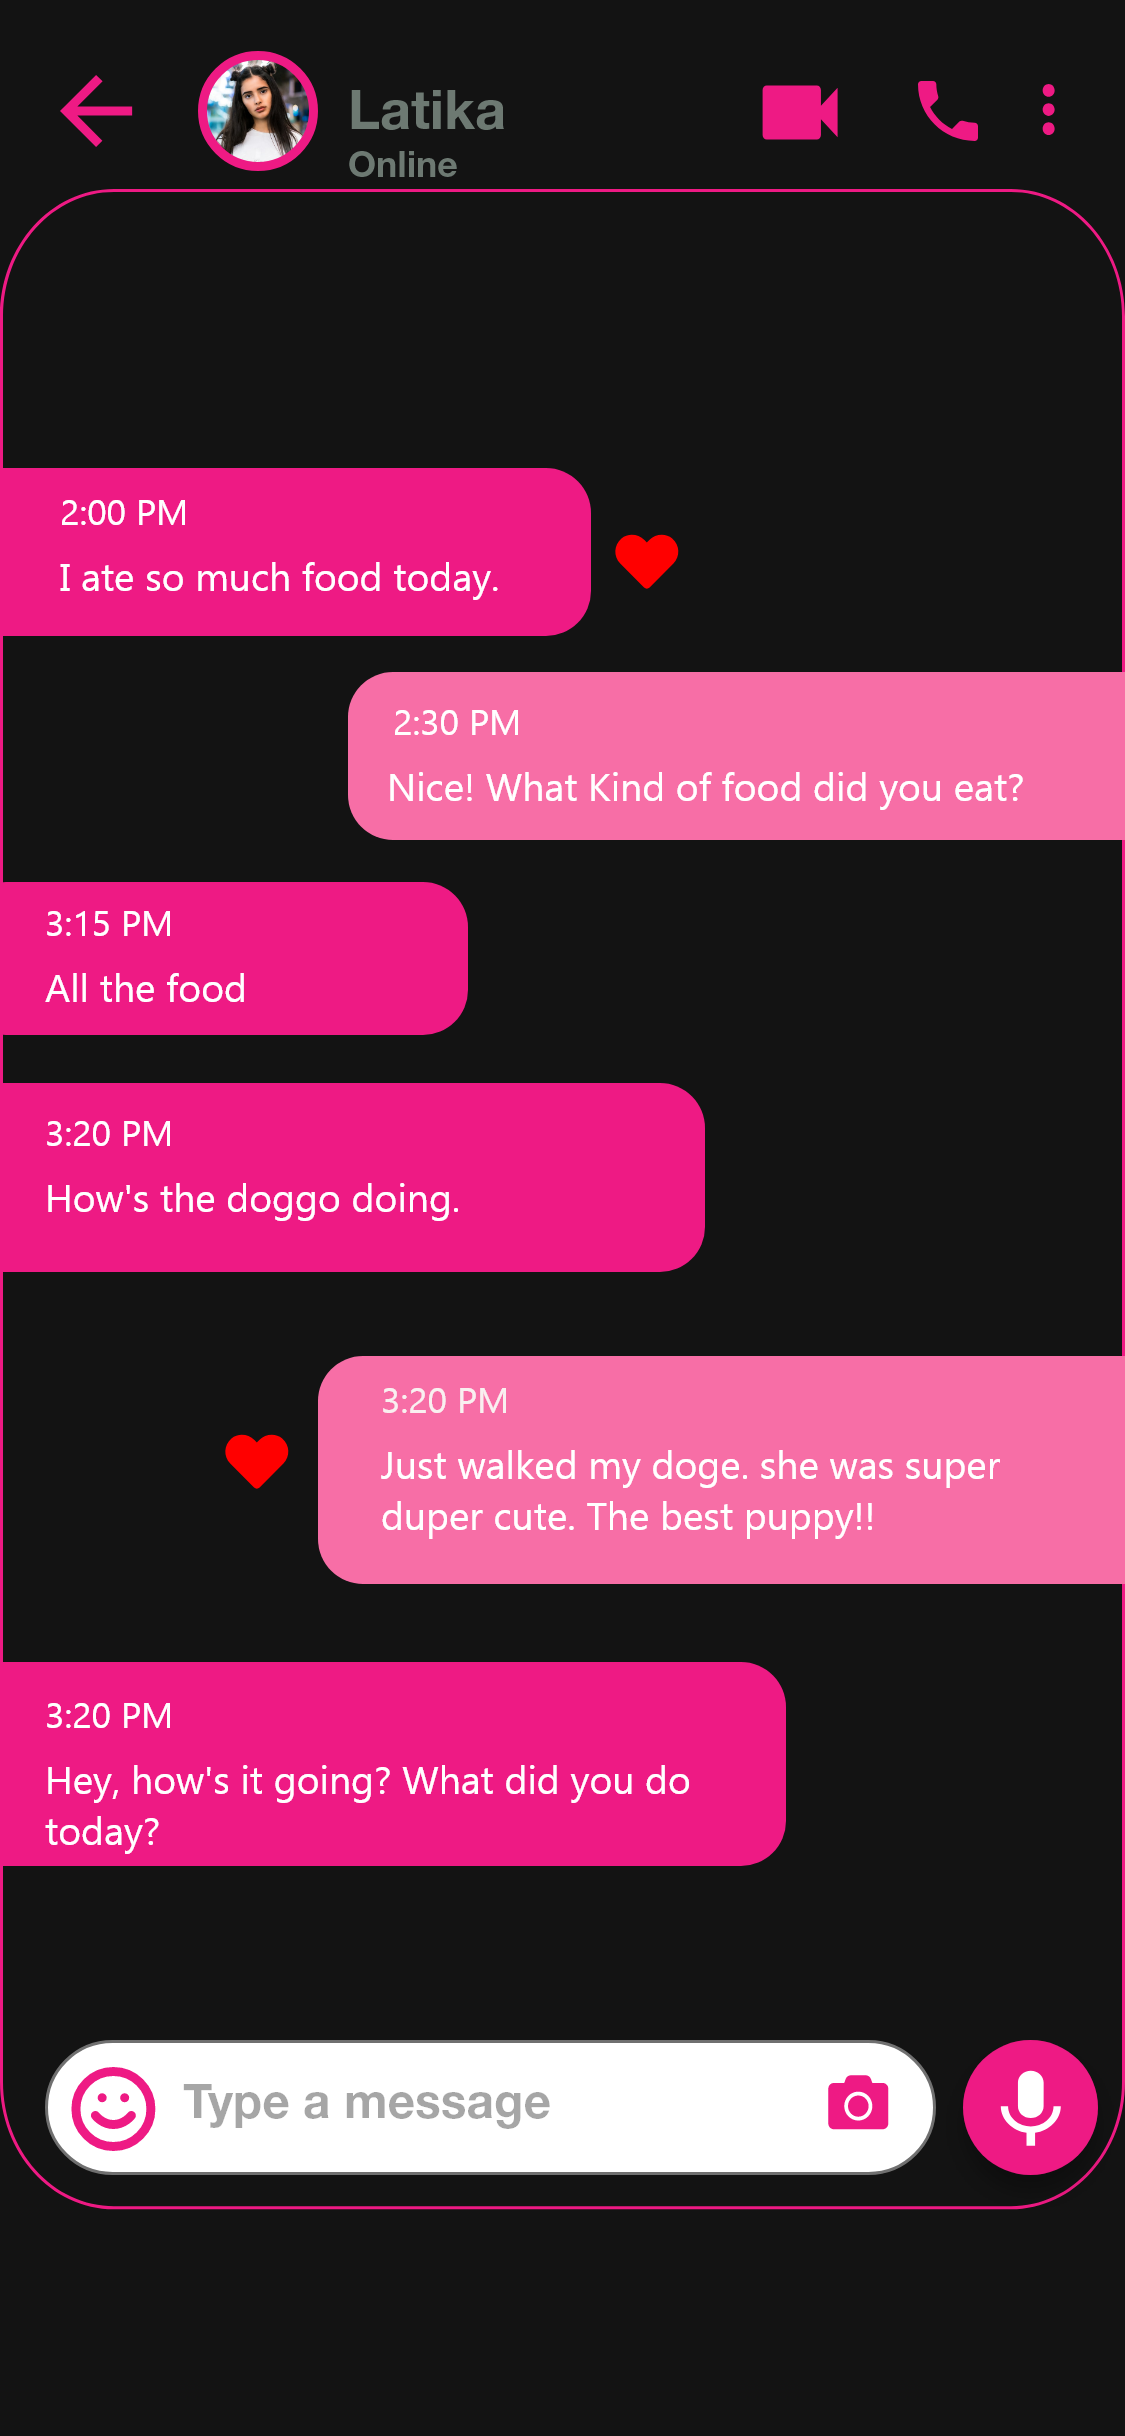 Latika
Online
2:00 PM
I ate so much food today.
2:30 PM
Nice! What Kind of food did you eat?
3:15 PM
All the food
3:20 PM
How's the doggo doing.
3:20 PM
Just walked my doge. she was super
duper cute. The best puppy!!
3:20 PM
Hey, how's it going? What did you do
today?
Type a message